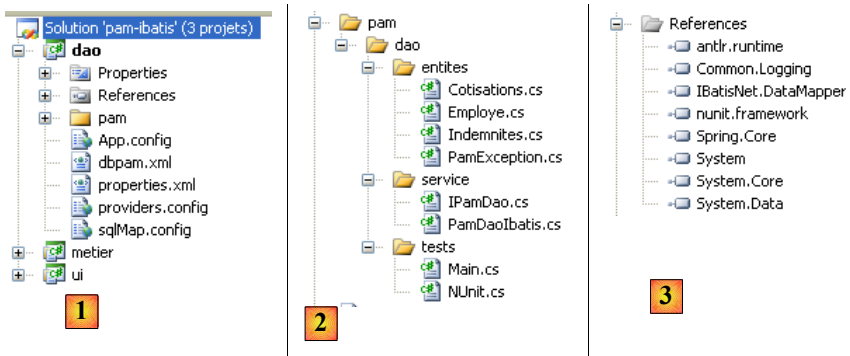 Solution 'pam-ibatis' (3 projets)
dao
Properties
References
pam
App.config
dbpam.xml
properties.xml
providers.config
sqlMap.config
metier
ui
1
pam
dao
entites
Cotisations.cs
Employe.cs
Indemnites.cs
PamException.cs
service
IPamDao.cs
PamDaoIbatis.cs
tests
Main.cs
NUnit.cs
2
References
antlr.runtime
Common.Logging
IBatisNet.DataMapper
nunit.framework
Spring.Core
System
System.Core
System.Data
3